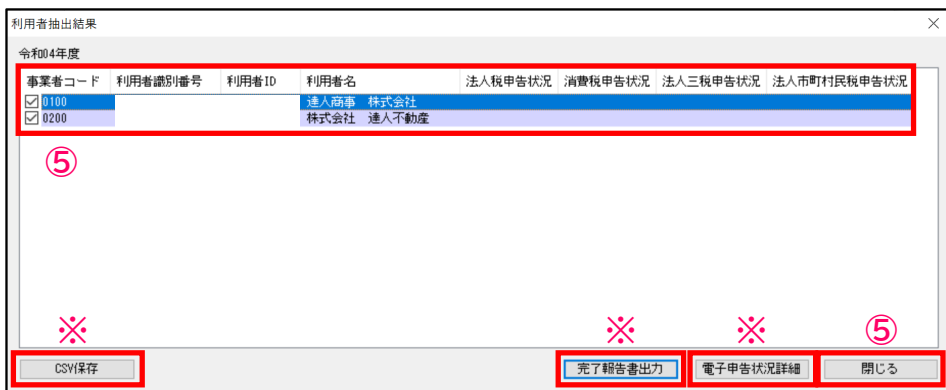 利用者抽出結果
令和04年度
事業者コード 利用者識別番号 利用者ID 利用者名 法人税申告状況 消費税申告状況 法人三税申告状況 法人市町村民税申告状況
0100 達人商事 株式会社
0200 株式会社 達人不動産
⑤
※ ※ ※ ⑤
CSV保存 完了報告書出力 電子申告状況詳細 閉じる